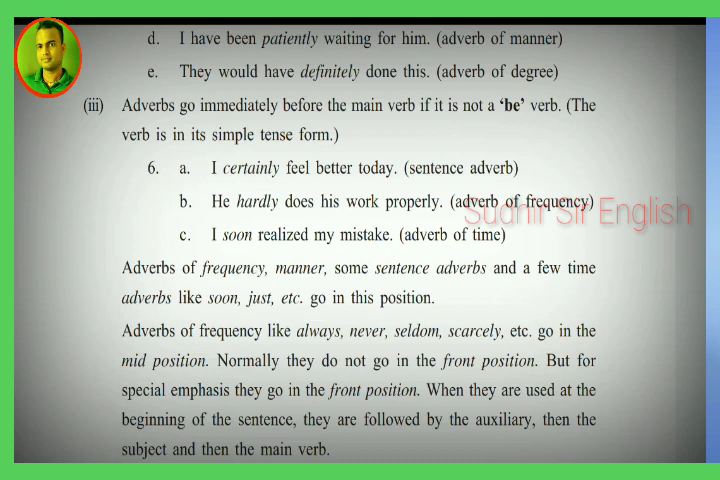 d. I have been patiently waiting for him. (adverb of manner)
e. They would have definitely done this. (adverb of degree)
(iii) Adverbs go immediately before the main verb if it is not a ‘be’ verb. (The
verb is in its simple tense form.)
6. a. I certainly feel better today. (sentence adverb)
b. He hardly does his work properly. (adverb of frequency)
Sudhir Sir English
c. I soon realized my mistake. (adverb of time)
Adverbs of frequency, manner, some sentence adverbs and a few time
adverbs like soon, just, etc. go in this position.
Adverbs of frequency like always, never, seldom, scarcely, etc. go in the
mid position. Normally they do not go in the front position. But for
special emphasis they go in the front position. When they are used at the
beginning of the sentence, they are followed by the auxiliary, then the
subject and then the main verb.